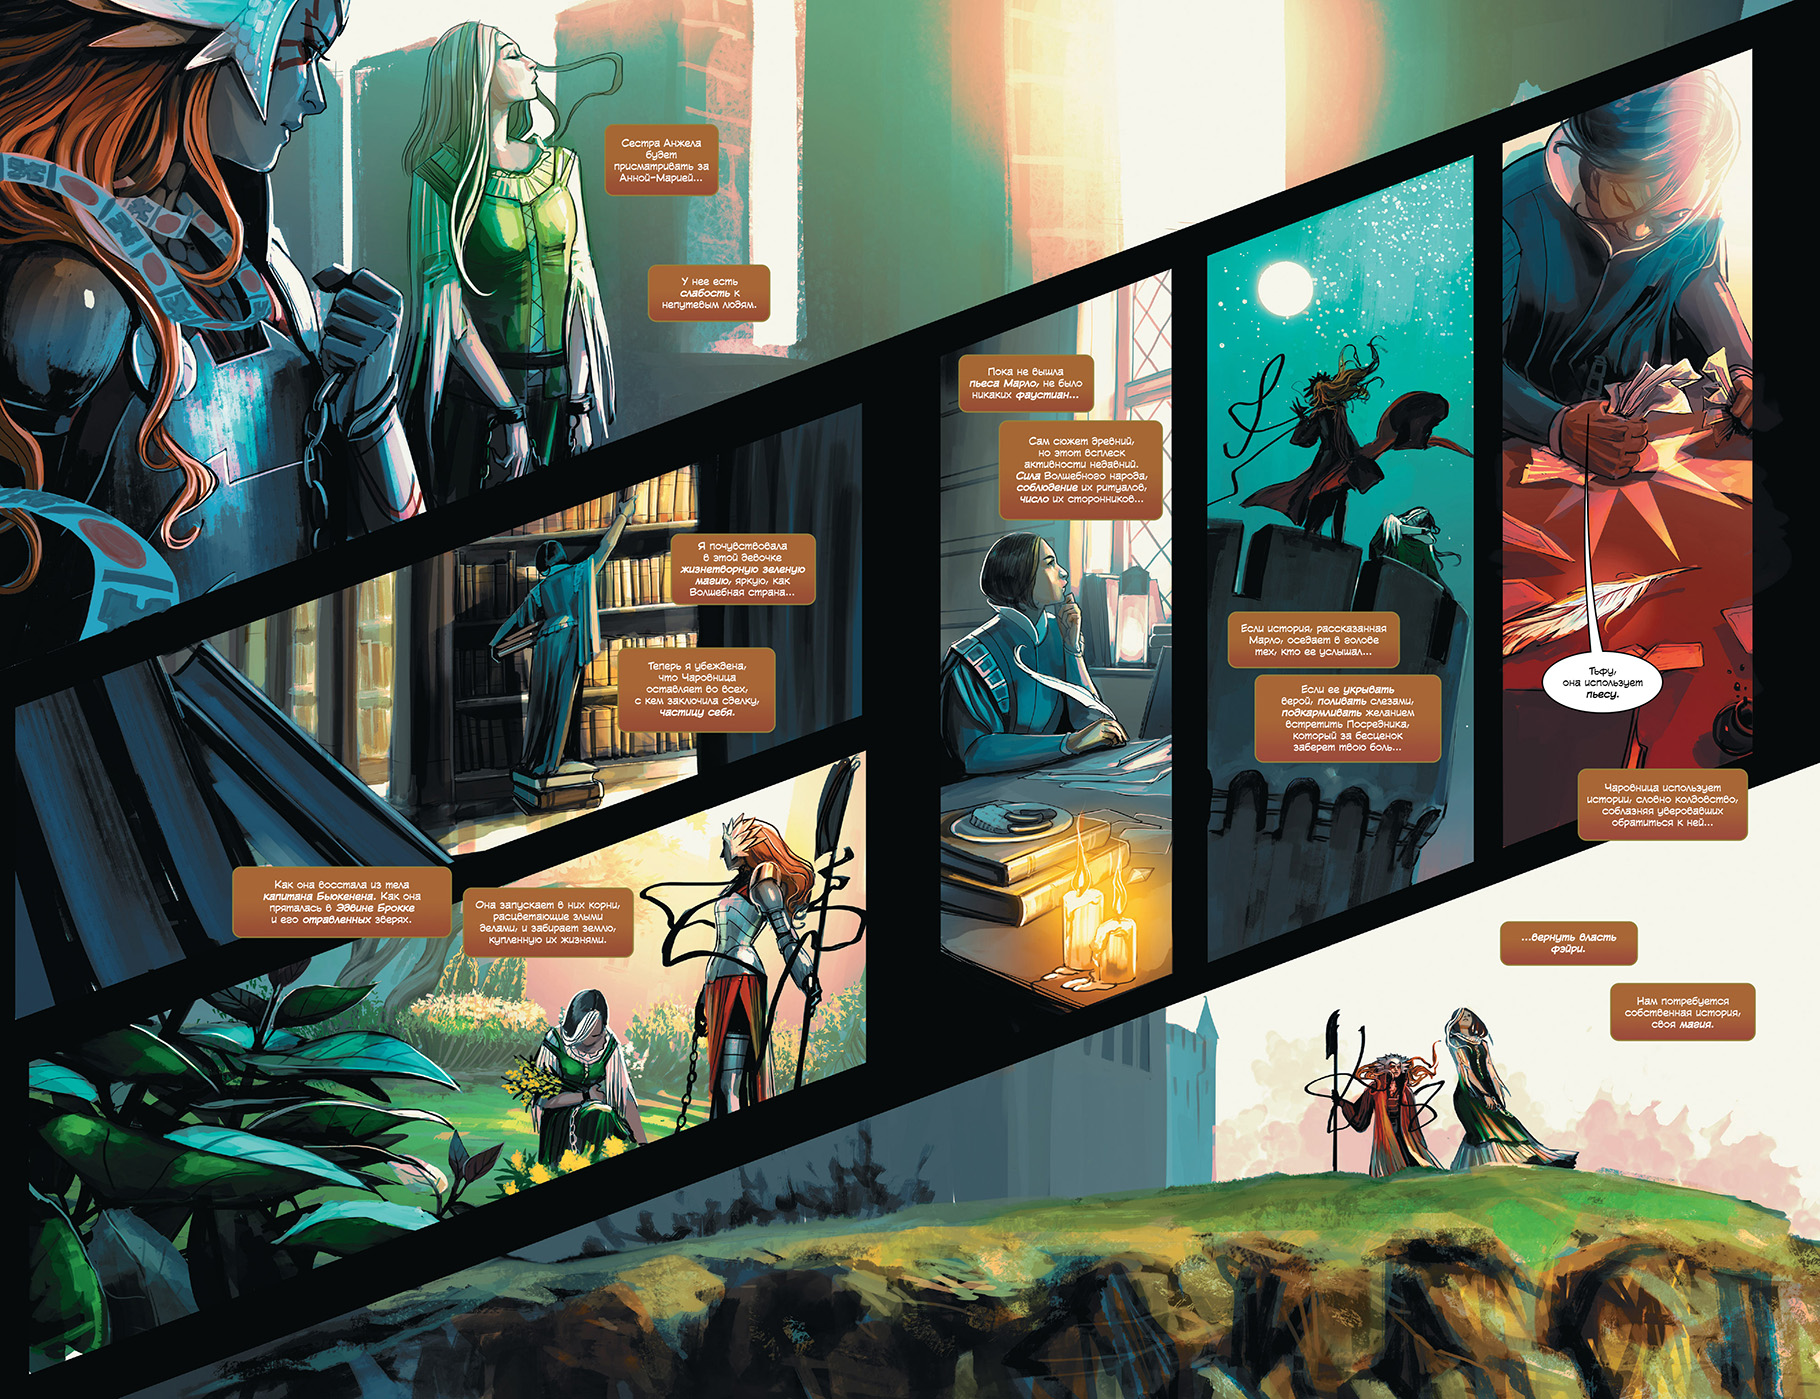 Сестра Анжела
будет
присматривать за
Анной-Марией...
У нее есть
слабость к
непутевым людям.
Я почувствовала
в этой девочке
жизнетворную зеленую
магию, яркую, как
Волшебная страна...
Теперь я убеждена,
что Чаровница
оставляет во всех,
с кем заключила сделку,
частицу себя.
Как она восстала из тела
капитана Бьюкенена. Как она
пряталась в Эдвине Брокке
и его отравленных зверях.
Она запускает в них корни,
расцветающие злыми
делами, и забирает землю,
купленную их жизнями.
Пока не вышла
пьеса Марло, не было
никаких фаустиан...
Сам сюжет древний,
но этот всплеск
активности недавний.
Сила Волшебного народа,
соблюдение их ритуалов,
число их сторонников...
Если история, рассказанная
Марло, оседает в голове
тех, кто ее услышал...
Если ее укрывать
верой, поливать слезами,
подкармливать желанием
встретить Посредника,
который за бесценок
заберет твою боль...
Тьфу,
она использует
пьесу.
Чаровница использует
истории, словно колдовство,
соблазняя уверовавших
обратиться к ней...
...вернуть власть
фэйри.
Нам потребуется
собственная история,
своя магия.